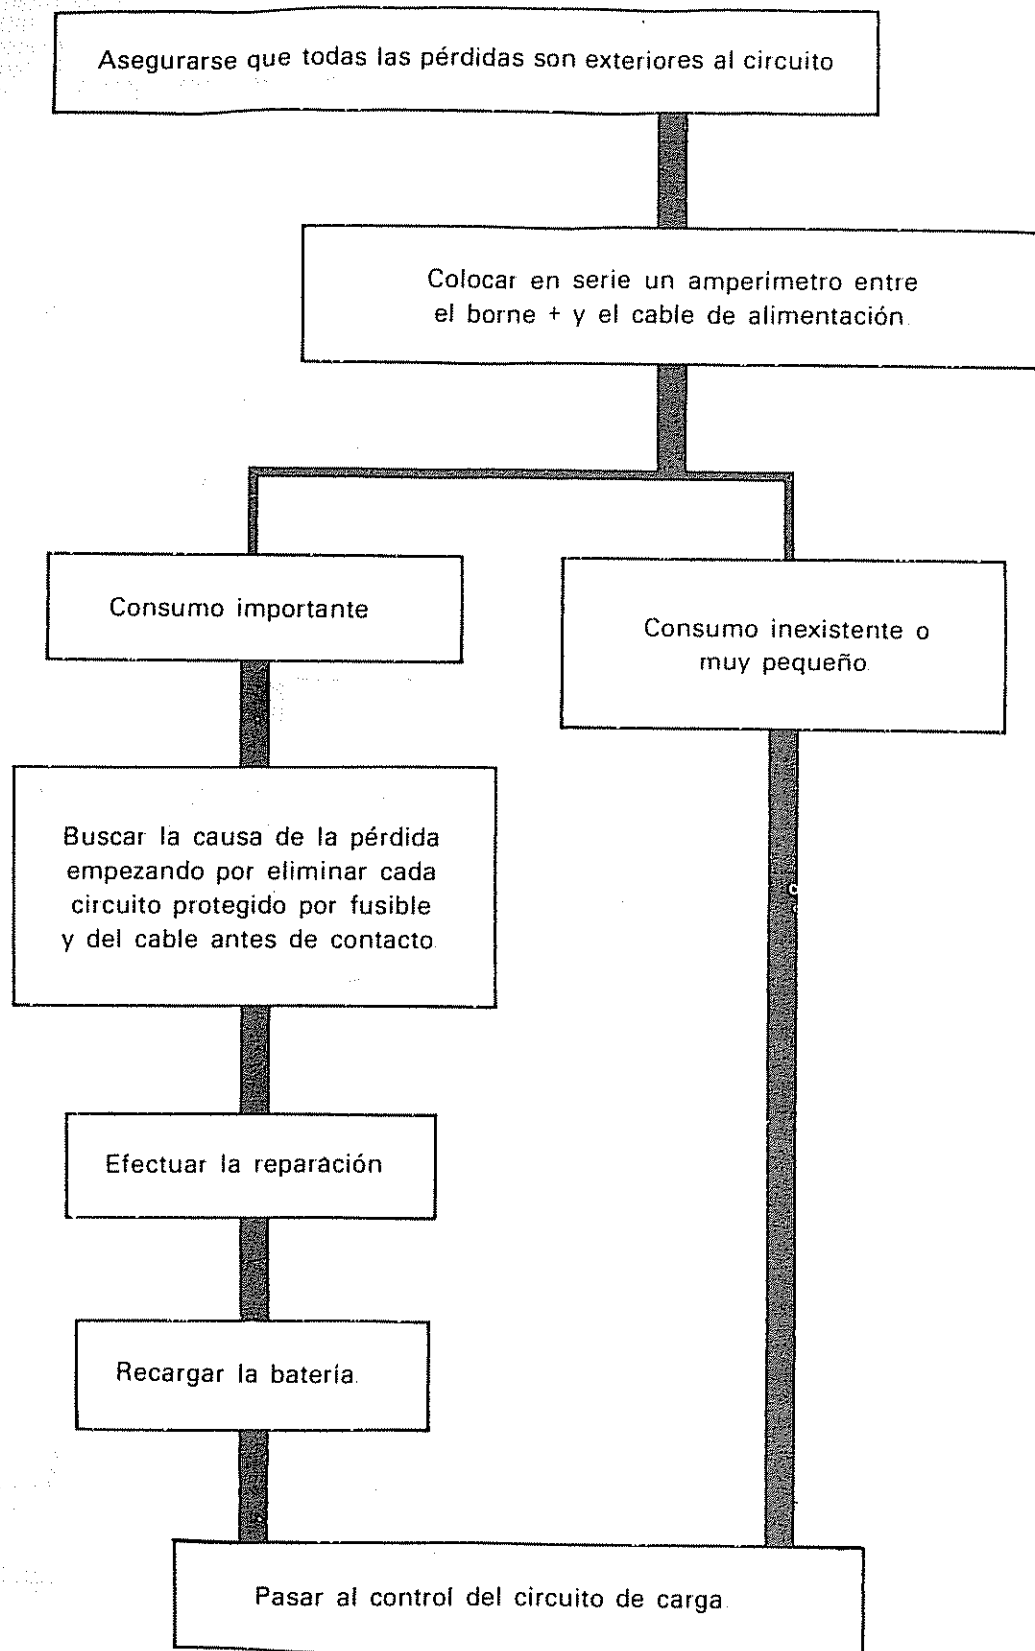 Asegurarse que todas las pérdidas son exteriores al circuito
Colocar en serie un amperimetro entre
el borne + y el cable de alimentación.
Consumo importante
Consumo inexistente o
muy pequeño.
Buscar la causa de la pérdida
empezando por eliminar cada
circuito protegido por fusible
y del cable antes de contacto.
Efectuar la reparación
Recargar la batería.
Pasar al control del circuito de carga.